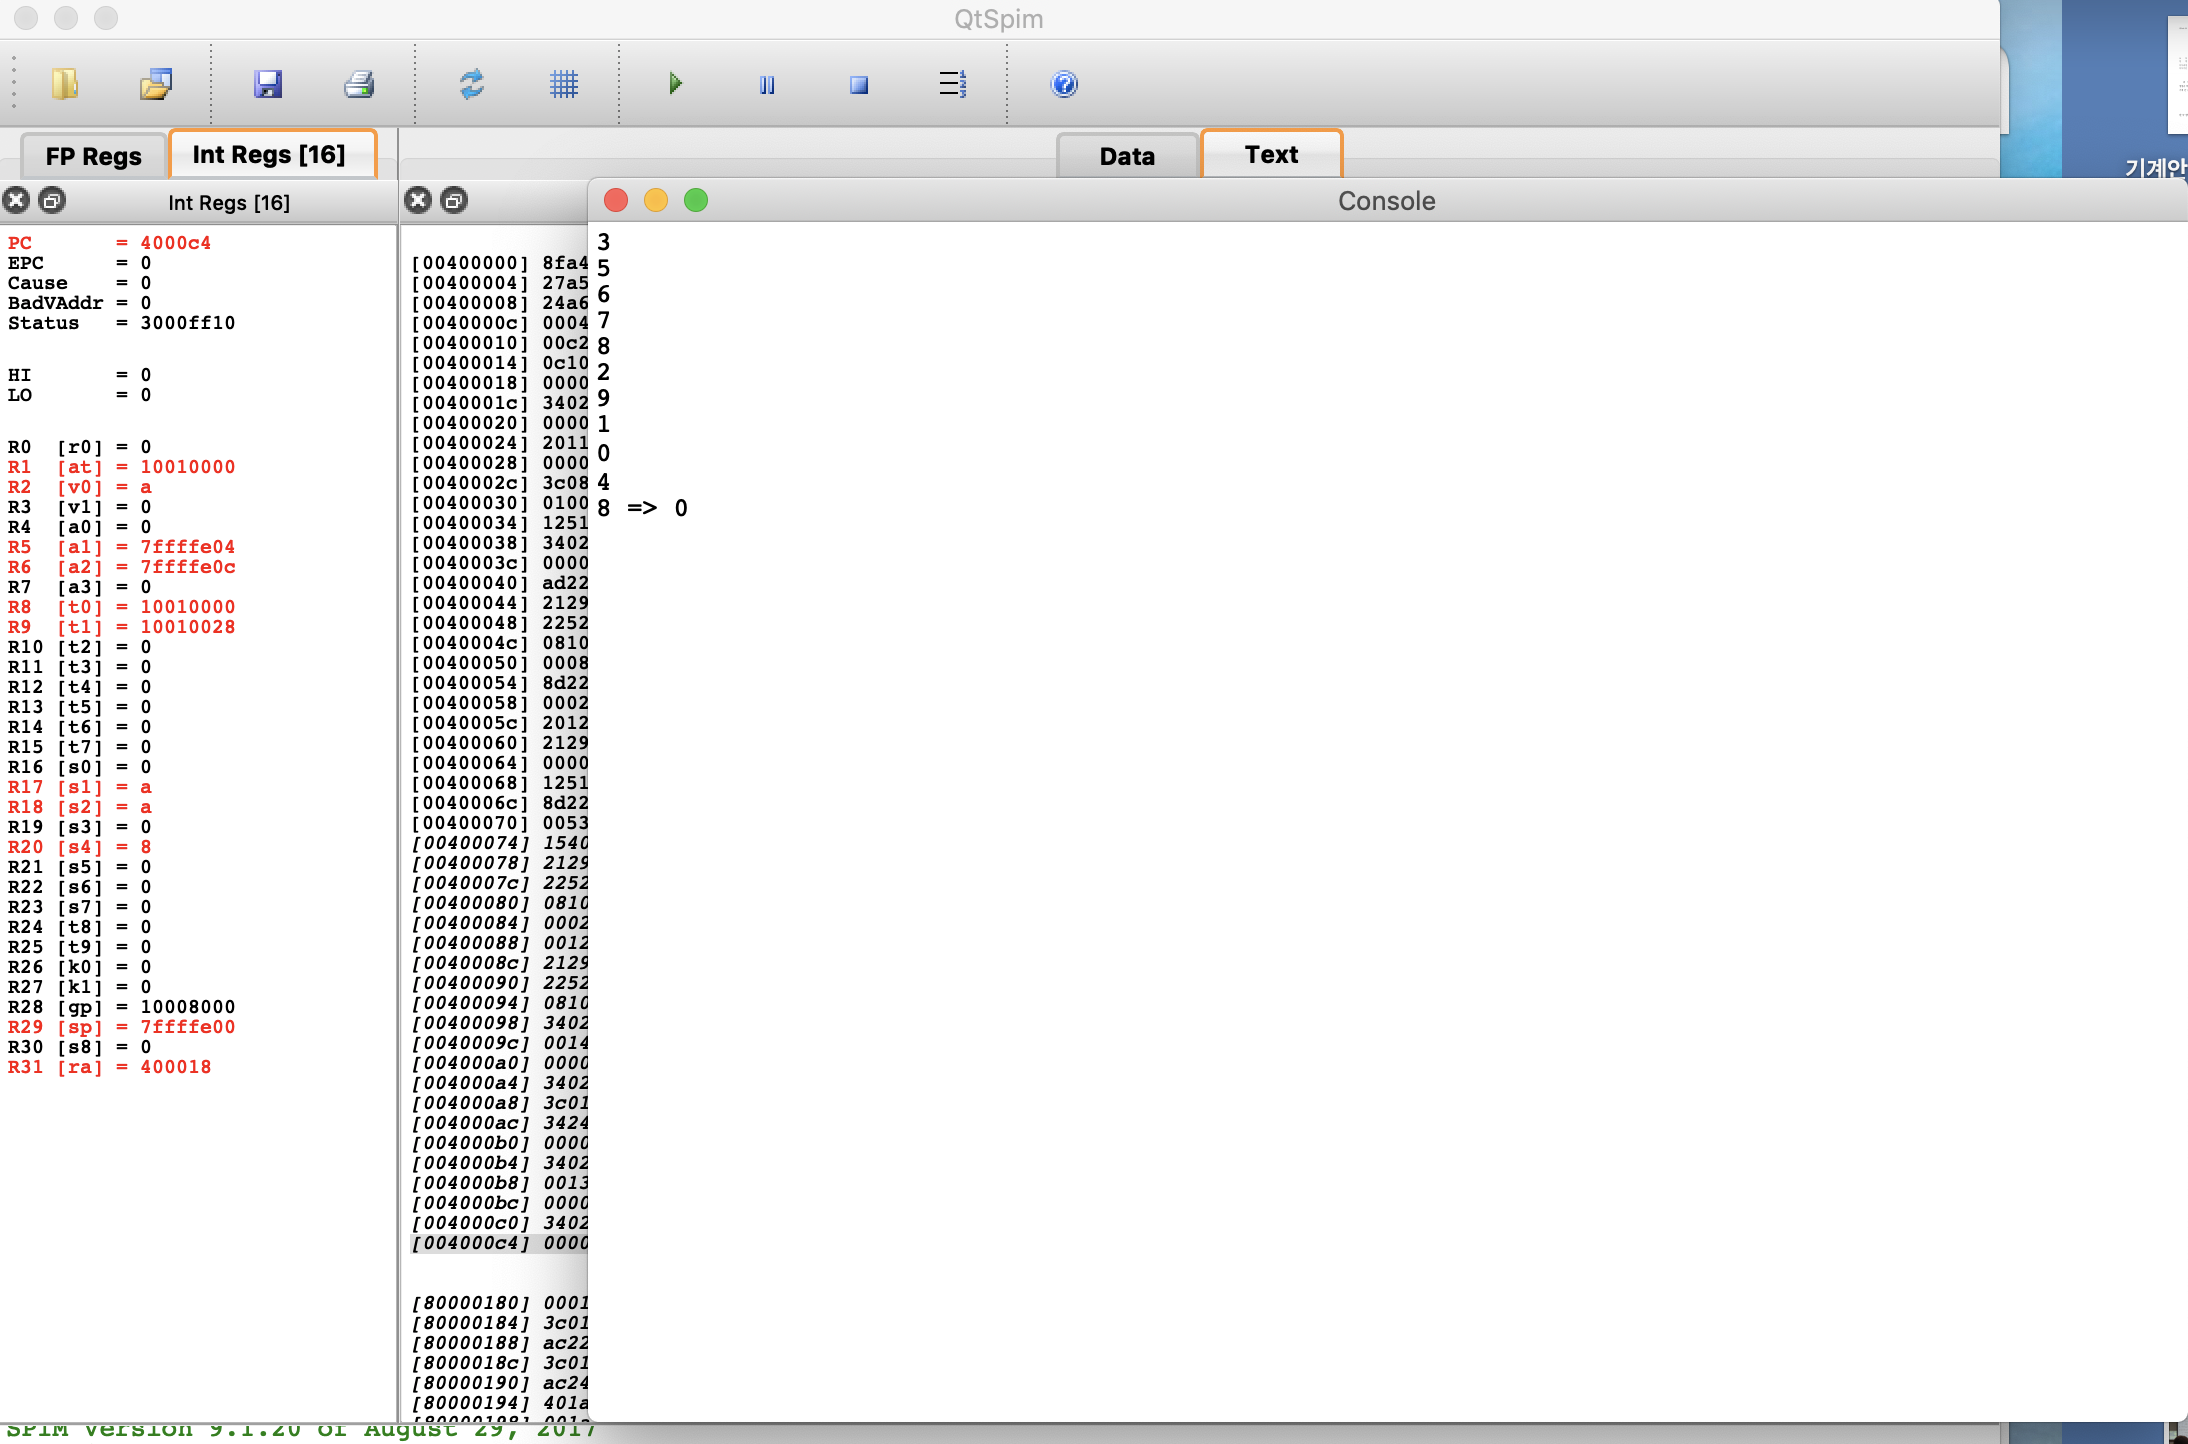 QtSpim
FP Regs
Int Regs [16]
Data
Text
기계안
Int Regs [16]
PC = 4000c4
EPC = 0
Cause = 0
BadVAddr = 0
Status = 3000ff10
HI = 0
LO = 0
R0 [r0] = 0
R1 [at] = 10010000
R2 [v0] = a
R3 [v1] = 0
R4 [a0] = 0
R5 [a1] = 7ffffe04
R6 [a2] = 7ffffe0c
R7 [a3] = 0
R8 [t0] = 10010000
R9 [t1] = 10010028
R10 [t2] = 0
R11 [t3] = 0
R12 [t4] = 0
R13 [t5] = 0
R14 [t6] = 0
R15 [t7] = 0
R16 [s0] = 0
R17 [s1] = a
R18 [s2] = a
R19 [s3] = 0
R20 [s4] = 8
R21 [s5] = 0
R22 [s6] = 0
R23 [s7] = 0
R24 [t8] = 0
R25 [t9] = 0
R26 [k0] = 0
R27 [k1] = 0
R28 [gp] = 10008000
R29 [sp] = 7ffffe00
R30 [s8] = 0
R31 [ra] = 400018
[00400000] 8fa4
[00400004] 27a5
[00400008] 24a6
[0040000c] 0004
[00400010] 00c2
[00400014] 0c10
[00400018] 0000
[0040001c] 3402
[00400020] 0000
[00400024] 2011
[00400028] 0000
[0040002c] 3c08
[00400030] 0100
[00400034] 1251
[00400038] 3402
[0040003c] 0000
[00400040] ad22
[00400044] 2129
[00400048] 2252
[0040004c] 0810
[00400050] 0008
[00400054] 8d22
[00400058] 0002
[0040005c] 2012
[00400060] 2129
[00400064] 0000
[00400068] 1251
[0040006c] 8d22
[00400070] 0053
[00400074] 1540
[00400078] 2129
[0040007c] 2252
[00400080] 0810
[00400084] 0002
[00400088] 0012
[0040008c] 2129
[00400090] 2252
[00400094] 0810
[00400098] 3402
[0040009c] 0014
[004000a0] 0000
[004000a4] 3402
[004000a8] 3c01
[004000ac] 3424
[004000b0] 0000
[004000b4] 3402
[004000b8] 0013
[004000bc] 0000
[004000c0] 3402
[004000c4] 0000
[80000180] 0001
[80000184] 3c01
[80000188] ac22
[8000018c] 3c01
[80000190] ac24
[80000194] 401a
[80000198] 001a
Console
3
5
6
7
8
2
9
1
0
4
8 => 0
SPIM Version 9.1.20 of August 29, 2017